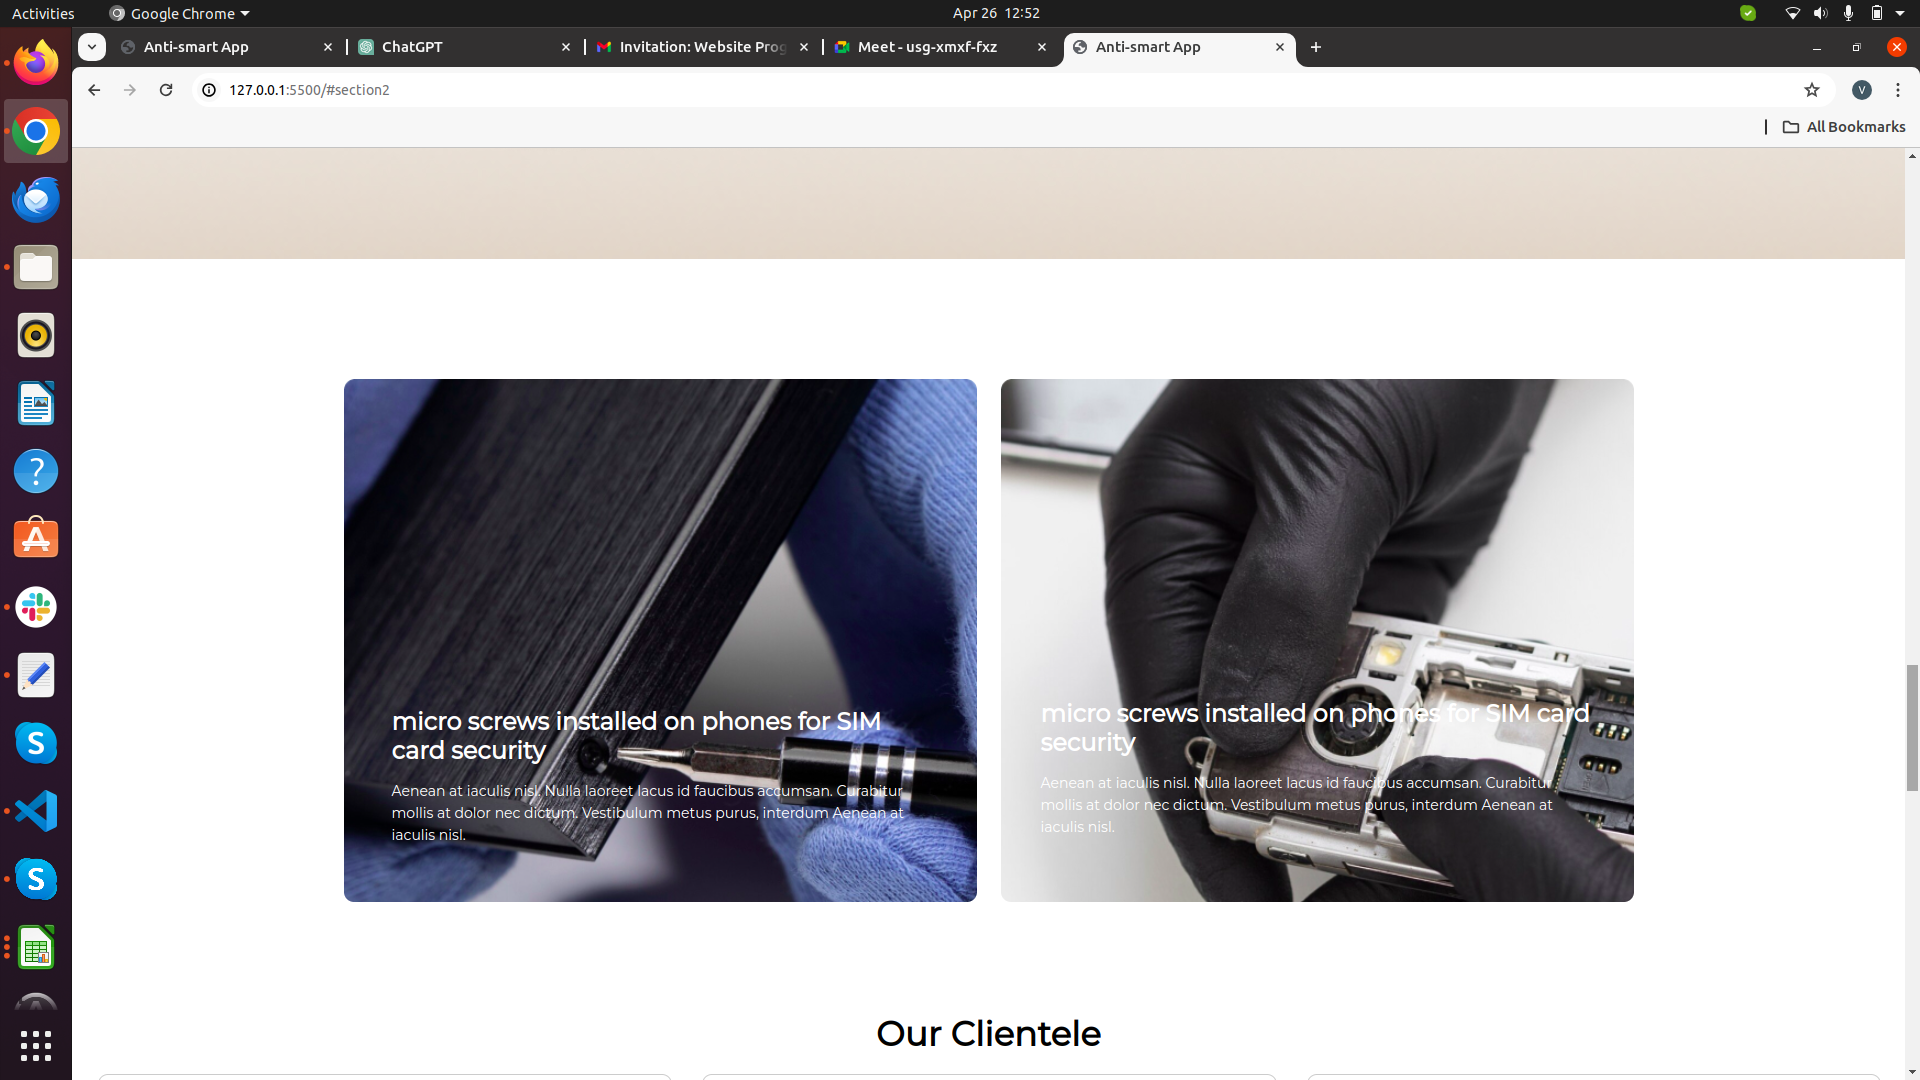 Activities Google Chrome Apr 26 12:52
Anti-smart App ChatGPT Invitation: Website Prog Meet - usg-xmxf-fxz Anti-smart App
127.0.0.1:5500/#section2 V
All Bookmarks
micro screws installed on phones for SIM
card security
Aenean at iaculis nisl. Nulla laoreet lacus id faucibus accumsan. Curabitur
mollis at dolor nec dictum. Vestibulum metus purus, interdum Aenean at
iaculis nisl.
micro screws installed on phones for SIM card
security
Aenean at iaculis nisl. Nulla laoreet lacus id faucibus accumsan. Curabitur
mollis at dolor nec dictum. Vestibulum metus purus, interdum Aenean at
iaculis nisl.
Our Clientele